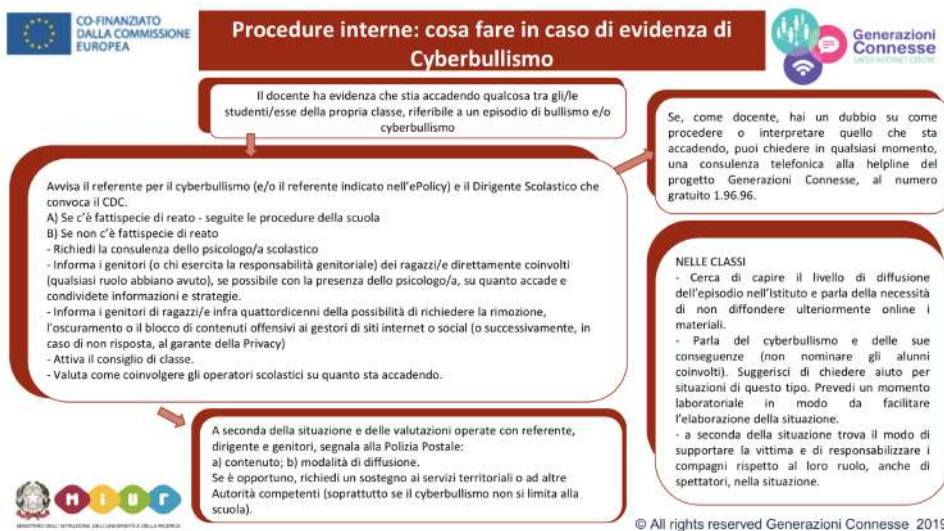 CO-FINANZIATO
DALLA COMMISSIONE
EUROPEA
Procedure interne: cosa fare in caso di evidenza di
Cyberbullismo
Generazioni
Connesse
SAFER INTERNET CENTRE
Il docente ha evidenza che stia accadendo qualcosa tra gli/le
studenti/esse della propria classe, riferibile a un episodio di bullismo e/o
cyberbullismo
Se, come docente, hai un dubbio su come
procedere o interpretare quello che sta
accadendo, puoi chiedere in qualsiasi momento,
una consulenza telefonica alla helpline del
progetto Generazioni Connesse, al numero
gratuito 1.96.96.
Avvisa il referente per il cyberbullismo (e/o il referente indicato nell'ePolicy) e il Dirigente Scolastico che
convoca il CDC.
A) Se c'è fattispecie di reato - seguite le procedure della scuola
B) Se non c'è fattispecie di reato
- Richiedi la consulenza dello psicologo/a scolastico
- Informa i genitori (o chi esercita la responsabilità genitoriale) dei ragazzi/e direttamente coinvolti
(qualsiasi ruolo abbiano avuto), se possibile con la presenza dello psicologo/a, su quanto accade e
condividete informazioni e strategie.
- Informa i genitori di ragazzi/e infra quattordicenni della possibilità di richiedere la rimozione,
l'oscuramento o il blocco di contenuti offensivi ai gestori di siti internet o social (o successivamente, in
caso di non risposta, al garante della Privacy)
- Attiva il consiglio di classe.
- Valuta come coinvolgere gli operatori scolastici su quanto sta accadendo.
NELLE CLASSI
- Cerca di capire il livello di diffusione
dell'episodio nell'Istituto e parla della necessità
di non diffondere ulteriormente online i
materiali.
- Parla del cyberbullismo e delle sue
conseguenze (non nominare gli alunni
coinvolti). Suggerisci di chiedere aiuto per
situazioni di questo tipo. Prevedi un momento
laboratoriale in modo da facilitare
l'elaborazione della situazione.
- a seconda della situazione trova il modo di
supportare la vittima e di responsabilizzare i
compagni rispetto al loro ruolo, anche di
spettatori, nella situazione.
A seconda della situazione e delle valutazioni operate con referente,
dirigente e genitori, segnala alla Polizia Postale:
a) contenuto; b) modalità di diffusione.
Se è opportuno, richiedi un sostegno ai servizi territoriali o ad altre
Autorità competenti (soprattutto se il cyberbullismo non si limita alla
scuola).
MIUR
MINISTERO DELL'ISTRUZIONE, DELL'UNIVERSITÀ E DELLA RICERCA
© All rights reserved Generazioni Connesse 2019